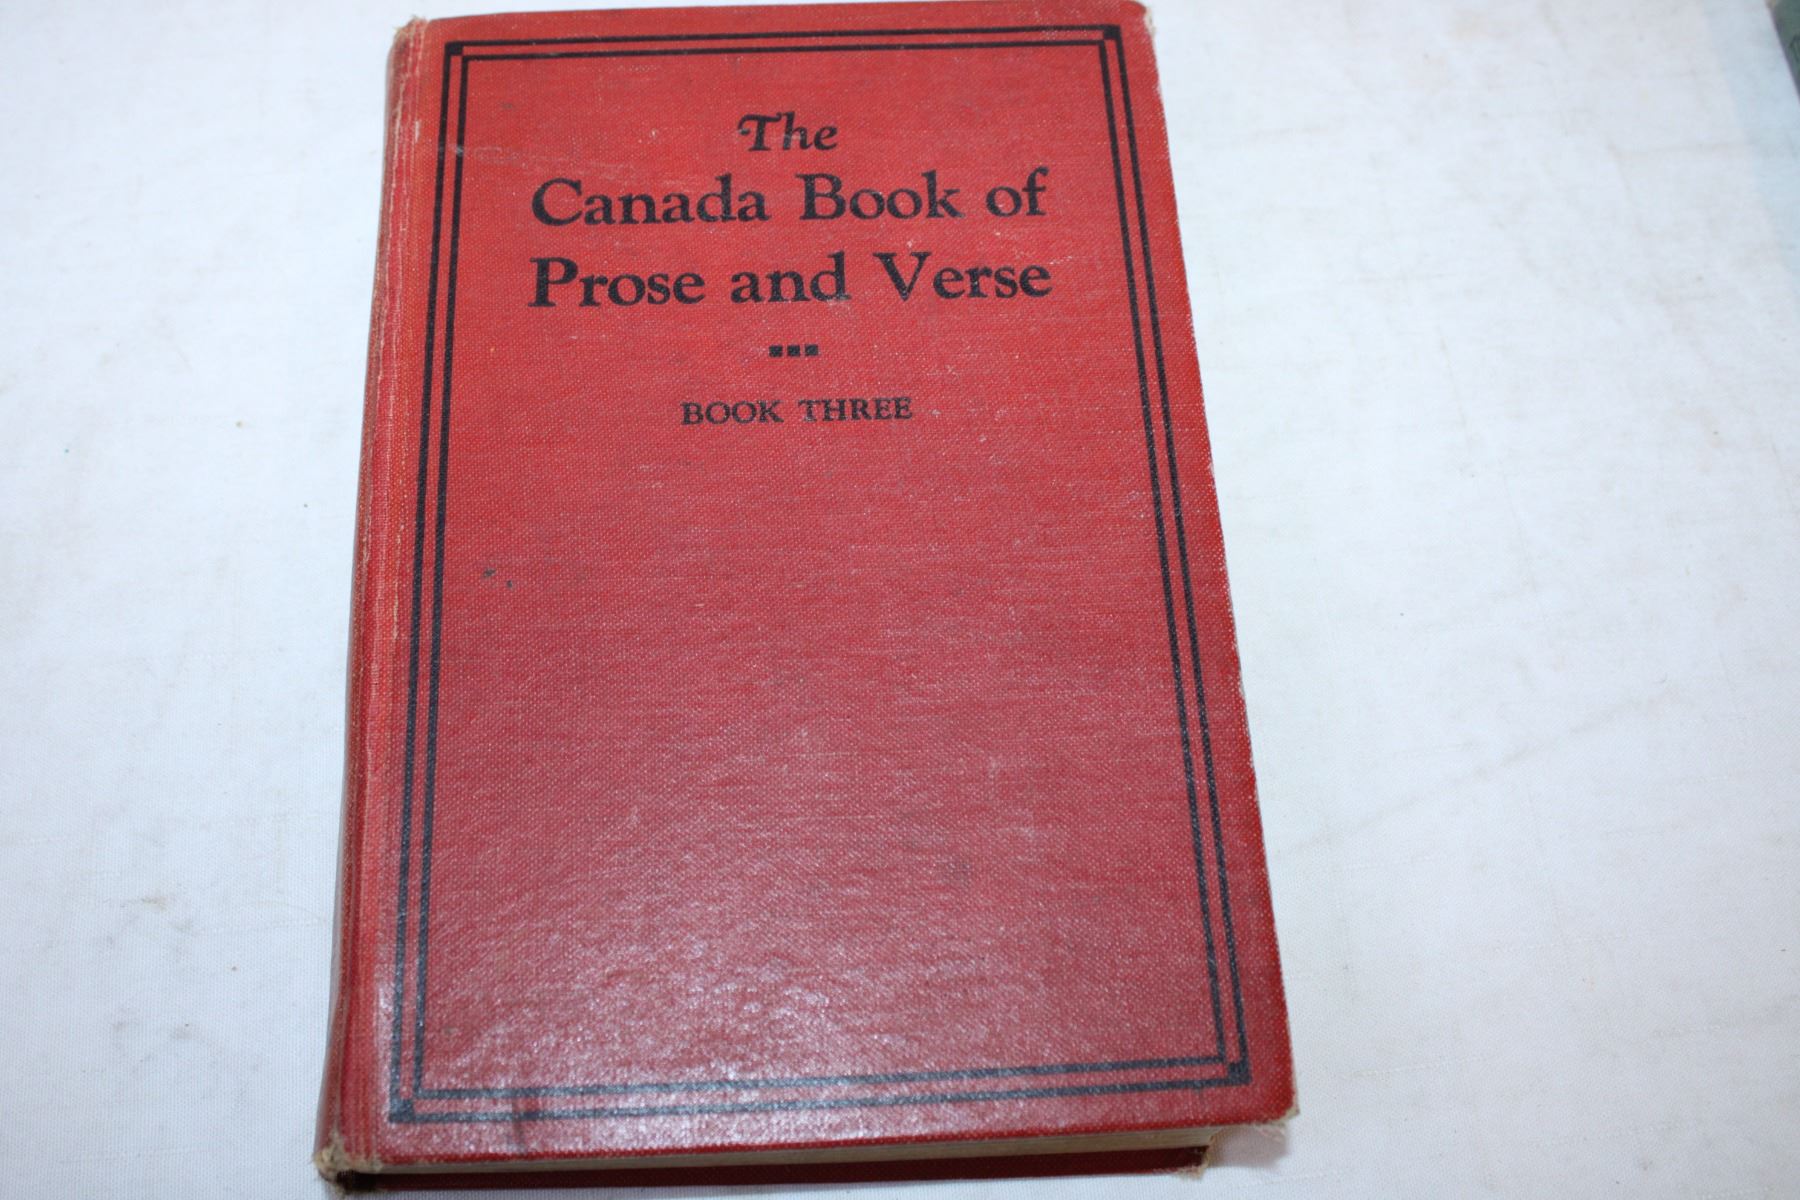 The
Canada Book of
Prose and Verse
BOOK THREE